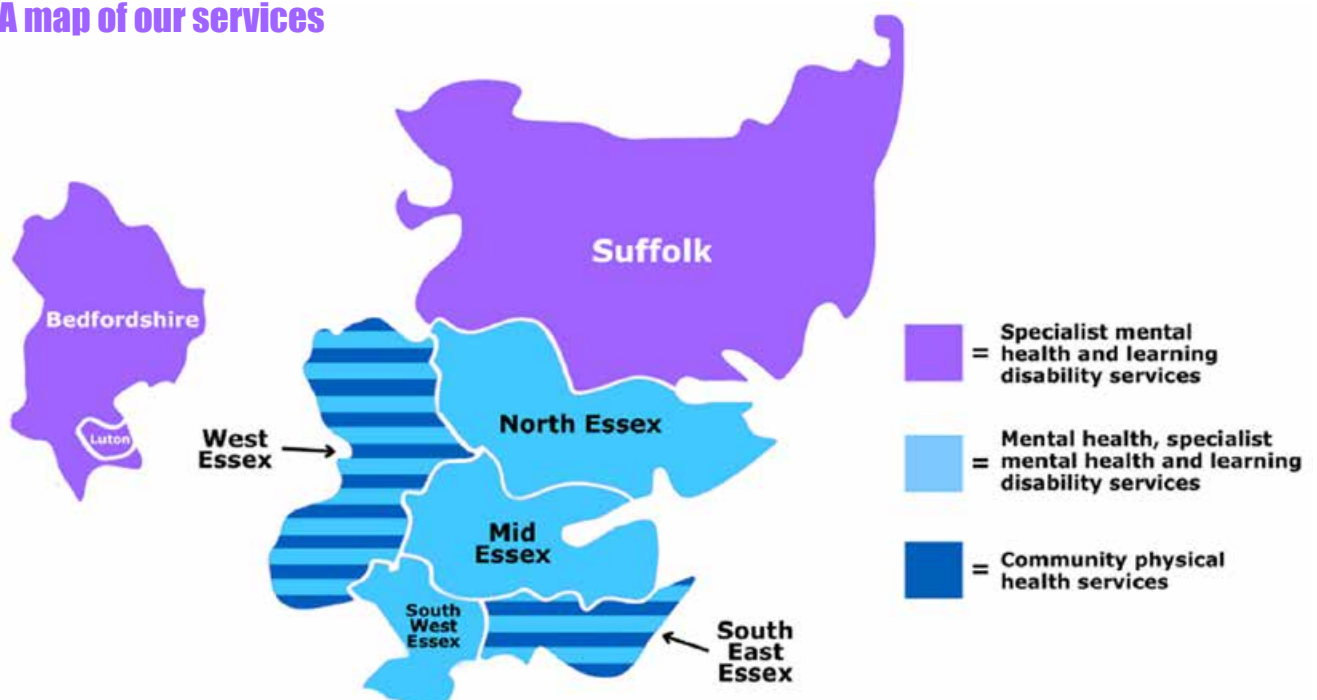 A map of our services
Suffolk
Bedfordshire
Luton
West
Essex
North Essex
Mid
Essex
South
West
Essex
South
East
Essex
= Specialist mental
health and learning
disability services
= Mental health, specialist
mental health and learning
disability services
= Community physical
health services